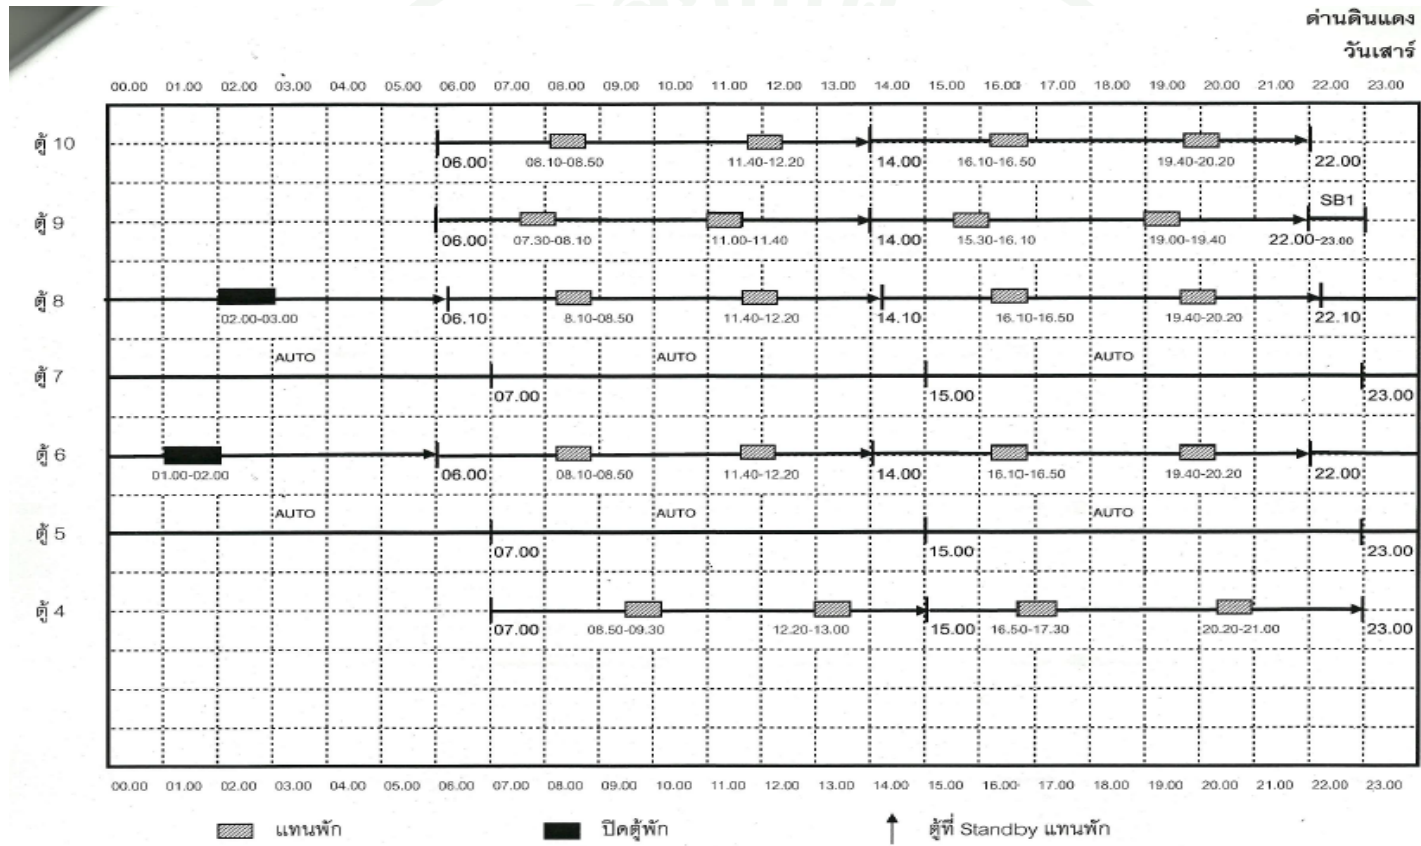 ด่านดินแดง
วันเสาร์
00.00 01.00 02.00 03.00 04.00 05.00 06.00 07.00 08.00 09.00 10.00 11.00 12.00 13.00 14.00 15.00 16.00 17.00 18.00 19.00 20.00 21.00 22.00 23.00
ตู้ 10
06.00 08.10-08.50 11.40-12.20 14.00 16.10-16.50 19.40-20.20 22.00
SB1
ตู้ 9
06.00 07.30-08.10 11.00-11.40 14.00 15.30-16.10 19.00-19.40 22.00-23.00
ตู้ 8
02.00-03.00 06.10 8.10-08.50 11.40-12.20 14.10 16.10-16.50 19.40-20.20 22.10
AUTO AUTO AUTO
ตู้ 7
07.00 15.00 23.00
ตู้ 6
01.00-02.00 06.00 08.10-08.50 11.40-12.20 14.00 16.10-16.50 19.40-20.20 22.00
AUTO AUTO AUTO
ตู้ 5
07.00 15.00 23.00
ตู้ 4
07.00 08.50-09.30 12.20-13.00 15.00 16.50-17.30 20.20-21.00 23.00
00.00 01.00 02.00 03.00 04.00 05.00 06.00 07.00 08.00 09.00 10.00 11.00 12.00 13.00 14.00 15.00 16.00 17.00 18.00 19.00 20.00 21.00 22.00 23.00
แทนพัก ปิดตู้พัก ตู้ที่ Standby แทนพัก